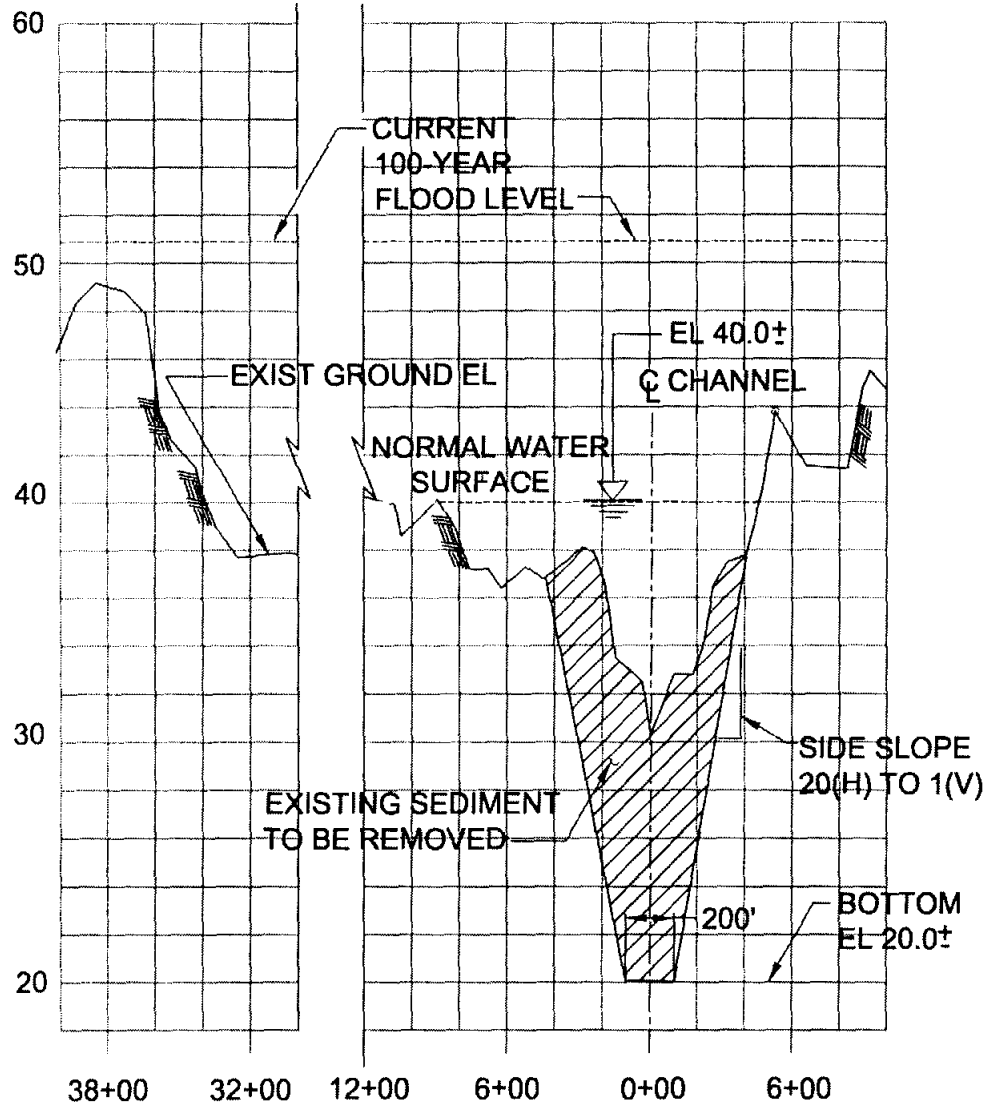 60
CURRENT
100-YEAR
FLOOD LEVEL
50
EL 40.0±
EXIST GROUND EL
℄ CHANNEL
NORMAL WATER
SURFACE
40
30
SIDE SLOPE
20(H) TO 1(V)
EXISTING SEDIMENT
TO BE REMOVED
200'
BOTTOM
EL 20.0±
20
38+00 32+00 12+00 6+00 0+00 6+00